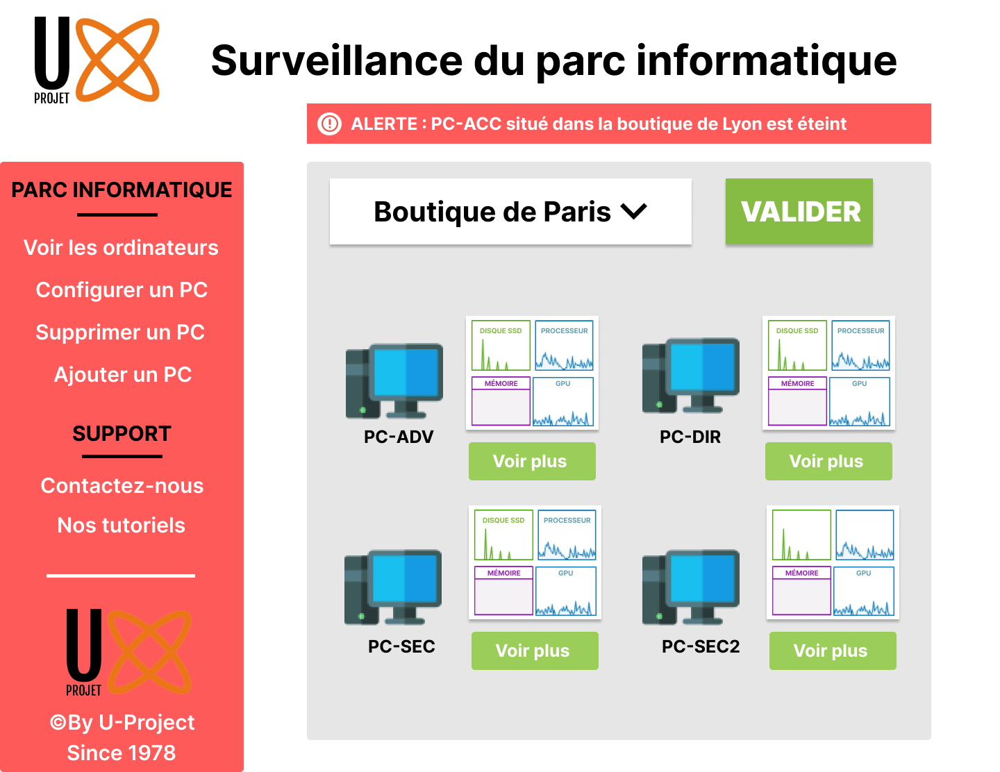 U
PROJET
Surveillance du parc informatique
ALERTE : PC-ACC situé dans la boutique de Lyon est éteint
PARC INFORMATIQUE
Voir les ordinateurs
Configurer un PC
Supprimer un PC
Ajouter un PC
SUPPORT
Contactez-nous
Nos tutoriels
U
PROJET
©By U-Project
Since 1978
Boutique de Paris
VALIDER
DISQUE SSD
PROCESSEUR
MÉMOIRE
GPU
PC-ADV
Voir plus
DISQUE SSD
PROCESSEUR
MÉMOIRE
GPU
PC-DIR
Voir plus
DISQUE SSD
PROCESSEUR
MÉMOIRE
GPU
PC-SEC
Voir plus
MÉMOIRE
GPU
PC-SEC2
Voir plus